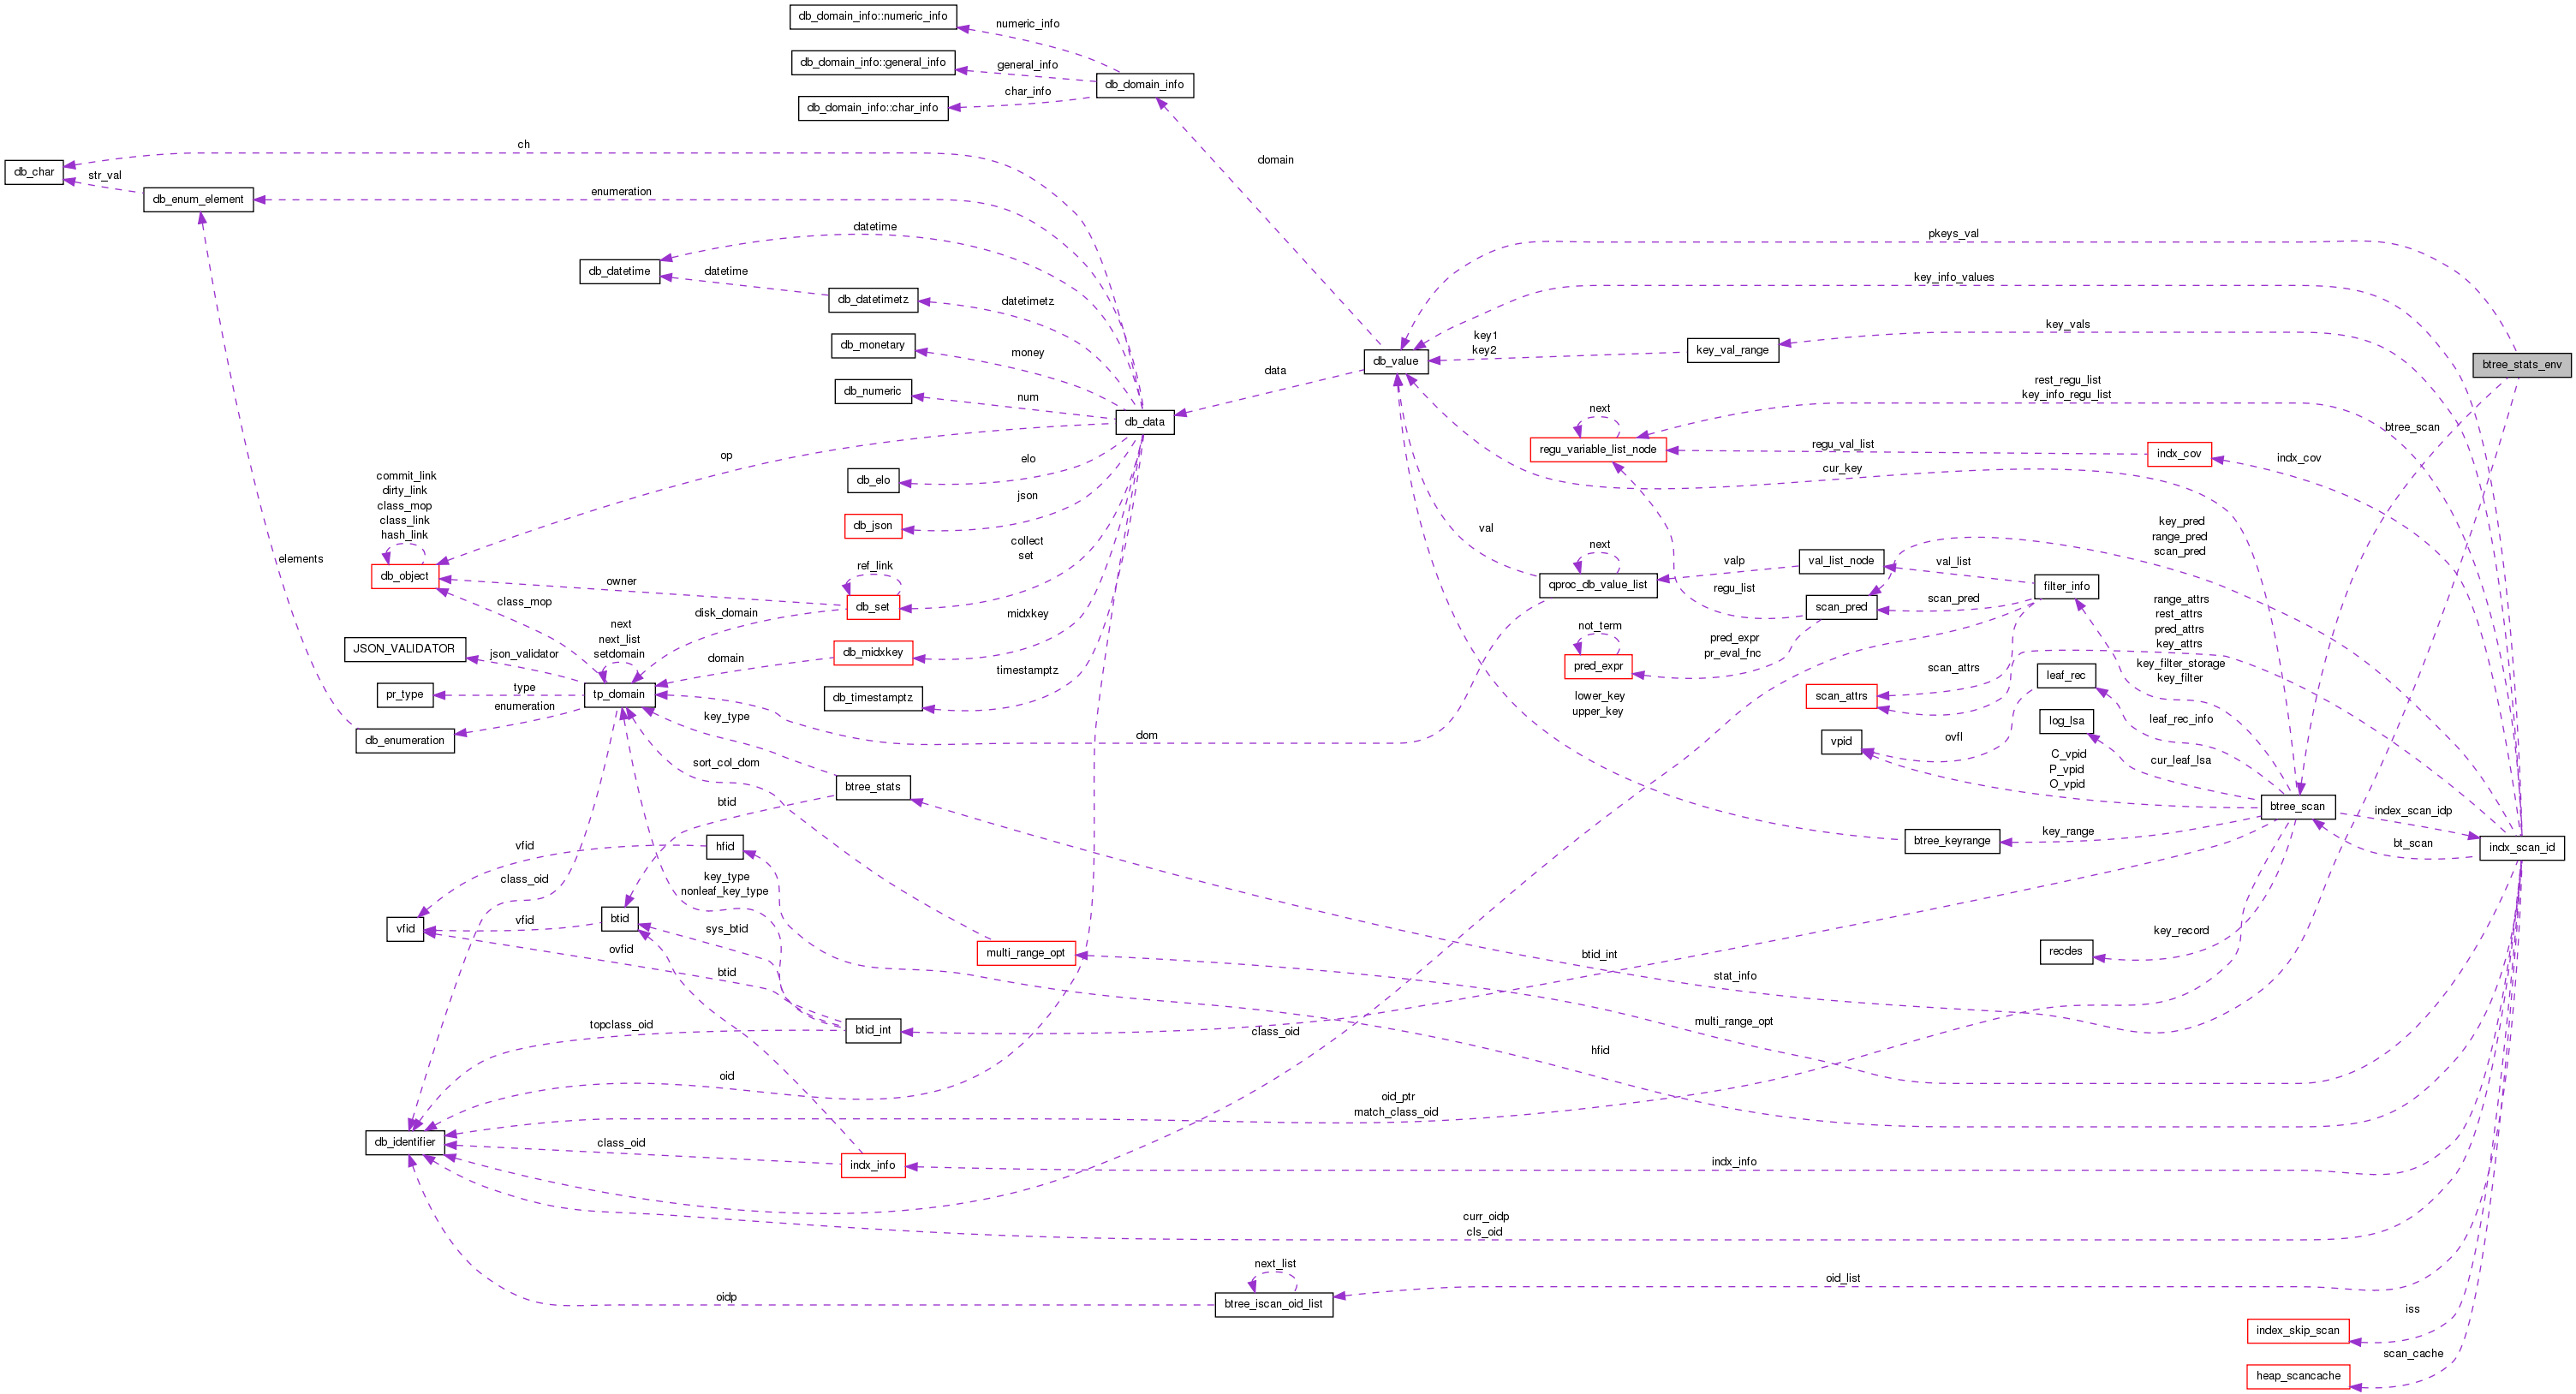 db_domain_info::numeric_info
numeric_info
db_domain_info::general_info
general_info
db_domain_info
char_info
db_domain_info::char_info
ch
domain
db_char
str_val
db_enum_element
enumeration
datetime
pkeys_val
db_datetime
datetime
db_datetimetz
datetimetz
key_info_values
db_monetary
money
key1
key2
key_val_range
key_vals
db_value
btree_stats_env
data
db_numeric
num
rest_regu_list
key_info_regu_list
next
db_data
btree_scan
regu_variable_list_node
regu_val_list
indx_cov
indx_cov
op
elo
db_elo
cur_key
commit_link
dirty_link
class_mop
class_link
hash_link
json
db_json
val
key_pred
range_pred
scan_pred
collect
set
next
elements
ref_link
valp
val_list_node
val_list
db_object
owner
qproc_db_value_list
regu_list
filter_info
class_mop
disk_domain
db_set
scan_pred
scan_pred
midxkey
range_attrs
rest_attrs
pred_attrs
key_attrs
next
next_list
setdomain
not_term
pred_expr
pr_eval_fnc
JSON_VALIDATOR
json_validator
domain
db_midxkey
pred_expr
scan_attrs
key_filter_storage
key_filter
timestamptz
leaf_rec
pr_type
type
tp_domain
db_timestamptz
lower_key
upper_key
scan_attrs
enumeration
key_type
log_lsa
leaf_rec_info
db_enumeration
dom
vpid
ovfl
sort_col_dom
C_vpid
P_vpid
O_vpid
cur_leaf_lsa
btree_stats
btid
btree_scan
index_scan_idp
btree_keyrange
key_range
bt_scan
indx_scan_id
vfid
hfid
class_oid
key_type
nonleaf_key_type
vfid
vfid
btid
sys_btid
key_record
ovfid
multi_range_opt
btid_int
recdes
btid
stat_info
topclass_oid
btid_int
class_oid
multi_range_opt
hfid
oid
oid_ptr
match_class_oid
db_identifier
class_oid
indx_info
indx_info
curr_oidp
cls_oid
next_list
oid_list
oidp
btree_iscan_oid_list
iss
index_skip_scan
scan_cache
heap_scancache